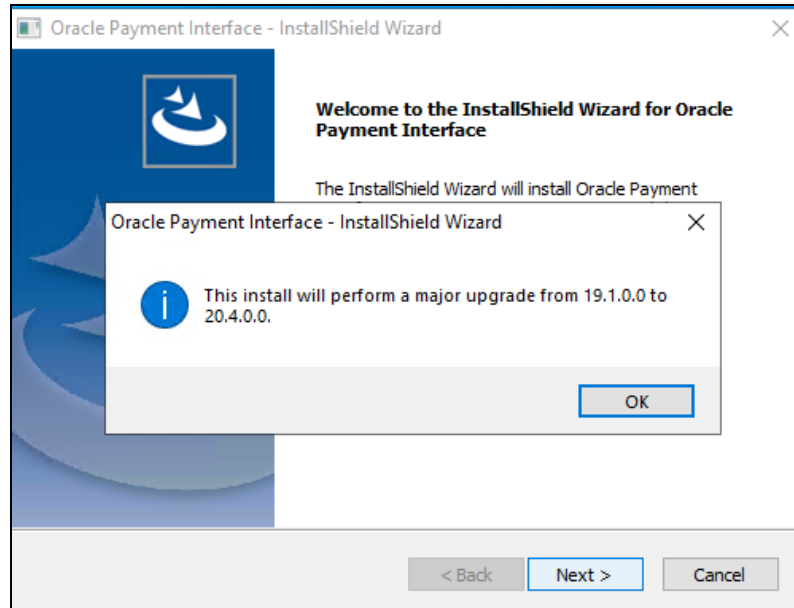 Oracle Payment Interface - InstallShield Wizard
Welcome to the InstallShield Wizard for Oracle
Payment Interface
The InstallShield Wizard will install Oracle Payment
Oracle Payment Interface - InstallShield Wizard
This install will perform a major upgrade from 19.1.0.0 to
20.4.0.0.
OK
< Back
Next >
Cancel